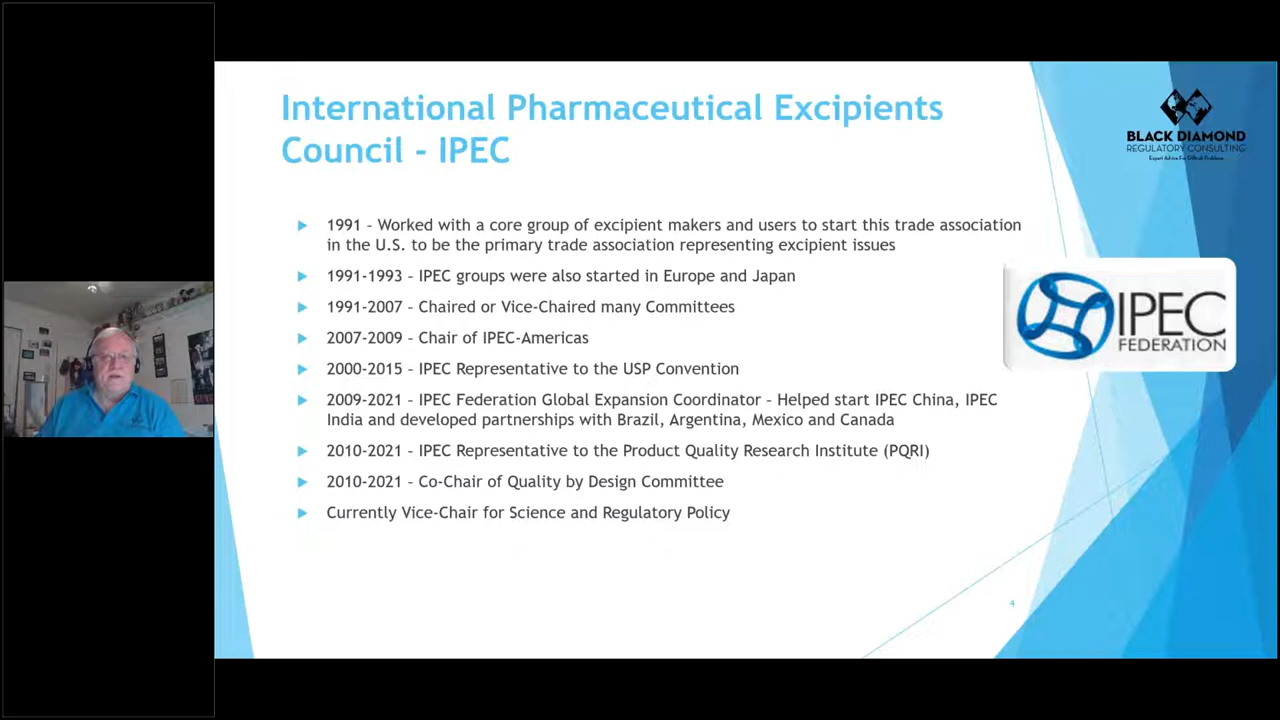 International Pharmaceutical Excipients
Council - IPEC
BLACK DIAMOND
REGULATORY CONSULTING
Expert Advice For Difficult Problems
1991 – Worked with a core group of excipient makers and users to start this trade association
in the U.S. to be the primary trade association representing excipient issues
1991-1993 – IPEC groups were also started in Europe and Japan
1991-2007 – Chaired or Vice-Chaired many Committees
2007-2009 – Chair of IPEC-Americas
2000-2015 – IPEC Representative to the USP Convention
2009-2021 – IPEC Federation Global Expansion Coordinator – Helped start IPEC China, IPEC
India and developed partnerships with Brazil, Argentina, Mexico and Canada
2010-2021 – IPEC Representative to the Product Quality Research Institute (PQRI)
2010-2021 – Co-Chair of Quality by Design Committee
Currently Vice-Chair for Science and Regulatory Policy
IPEC
FEDERATION
4